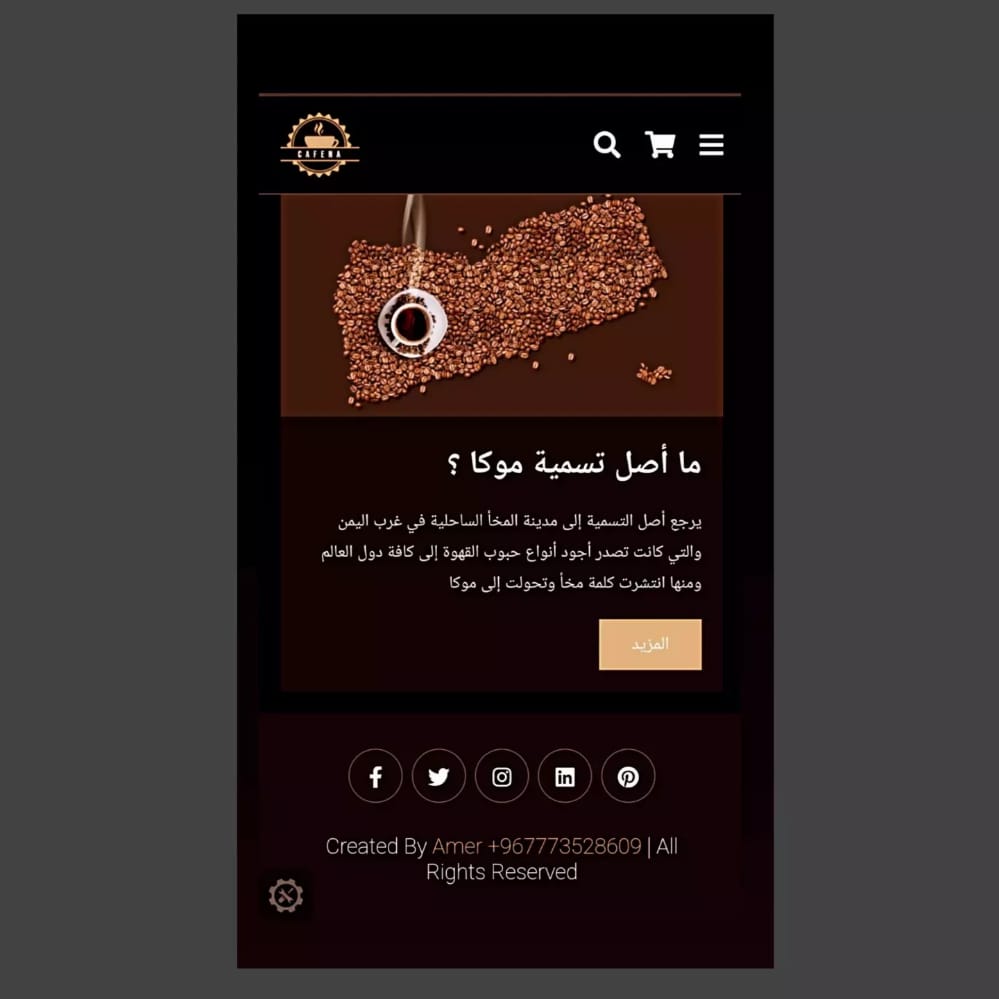 CAFENA
ما أصل تسمية موكا ؟
يرجع أصل التسمية إلى مدينة المخأ الساحلية في غرب اليمن
والتي كانت تصدر أجود أنواع حبوب القهوة إلى كافة دول العالم
ومنها انتشرت كلمة مخأ وتحولت إلى موكا
المزيد
Created By Amer +967773528609 | All
Rights Reserved